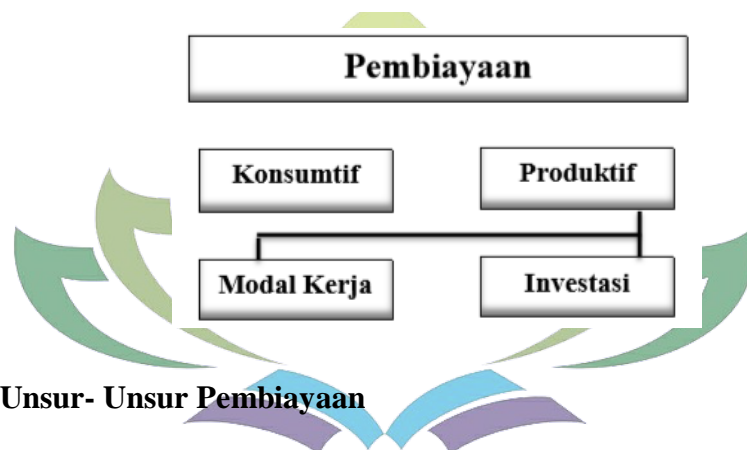 Pembiayaan
Konsumtif
Produktif
Modal Kerja
Investasi
Unsur- Unsur Pembiayaan